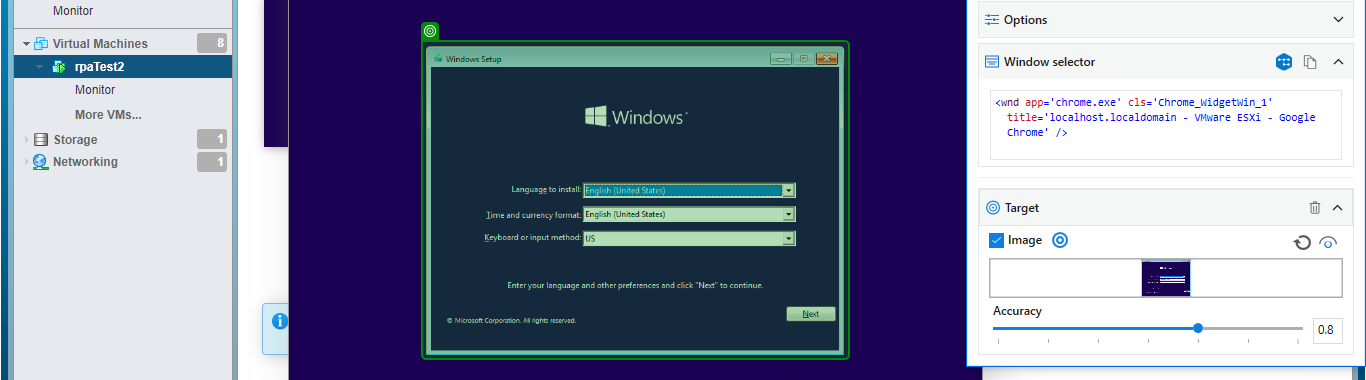 Monitor
Virtual Machines 8
rpaTest2
Monitor
More VMs...
Storage 1
Networking 1
Windows Setup
Windows
Language to install: English (United States)
Time and currency format: English (United States)
Keyboard or input method: US
Enter your language and other preferences and click "Next" to continue.
© Microsoft Corporation. All rights reserved.
Next
Options
Window selector
<wnd app='chrome.exe' cls='Chrome_WidgetWin_1'
title='localhost.localdomain - VMware ESXi - Google
Chrome' />
Target
Image
Accuracy
0.8